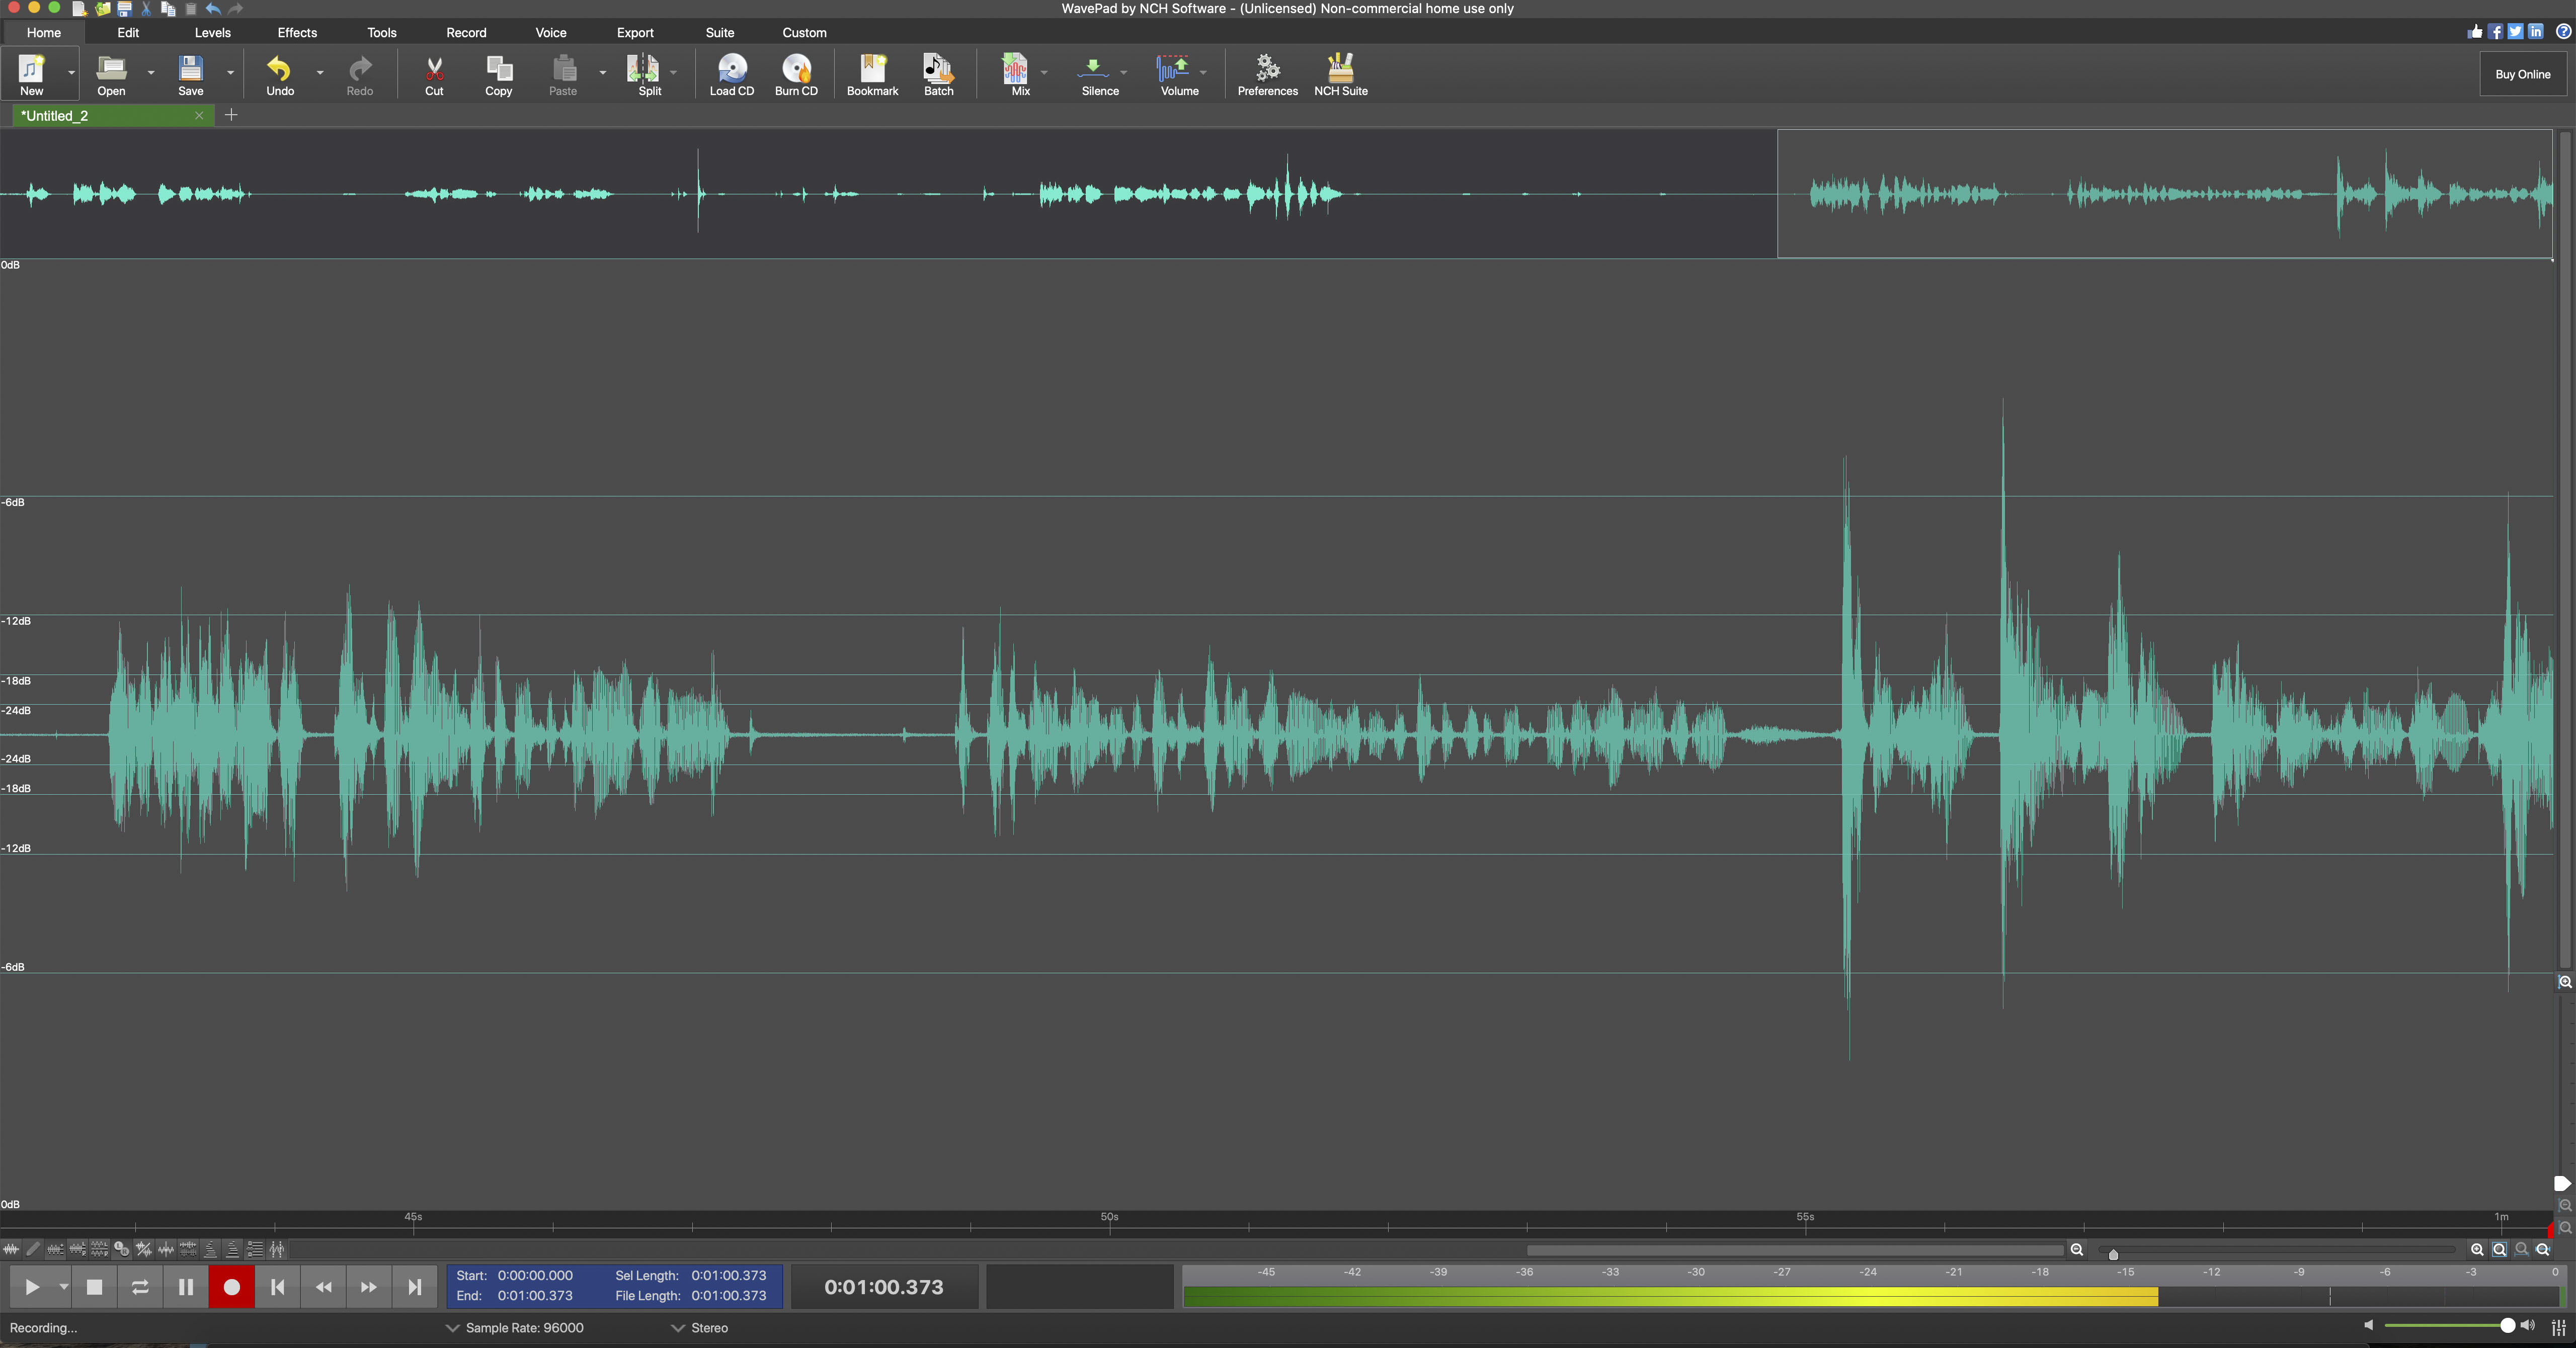 WavePad by NCH Software - (Unlicensed) Non-commercial home use only
Home Edit Levels Effects Tools Record Voice Export Suite Custom
New Open Save Undo Redo Cut Copy Paste Split Load CD Burn CD Bookmark Batch Mix Silence Volume Preferences NCH Suite Buy Online
*Untitled_2
0dB
-6dB
-12dB
-18dB
-24dB
-24dB
-18dB
-12dB
-6dB
0dB
45s 50s 55s 1m
Start: 0:00:00.000 Sel Length: 0:01:00.373
End: 0:01:00.373 File Length: 0:01:00.373
0:01:00.373
-45 -42 -39 -36 -33 -30 -27 -24 -21 -18 -15 -12 -9 -6 -3 0
Recording... Sample Rate: 96000 Stereo